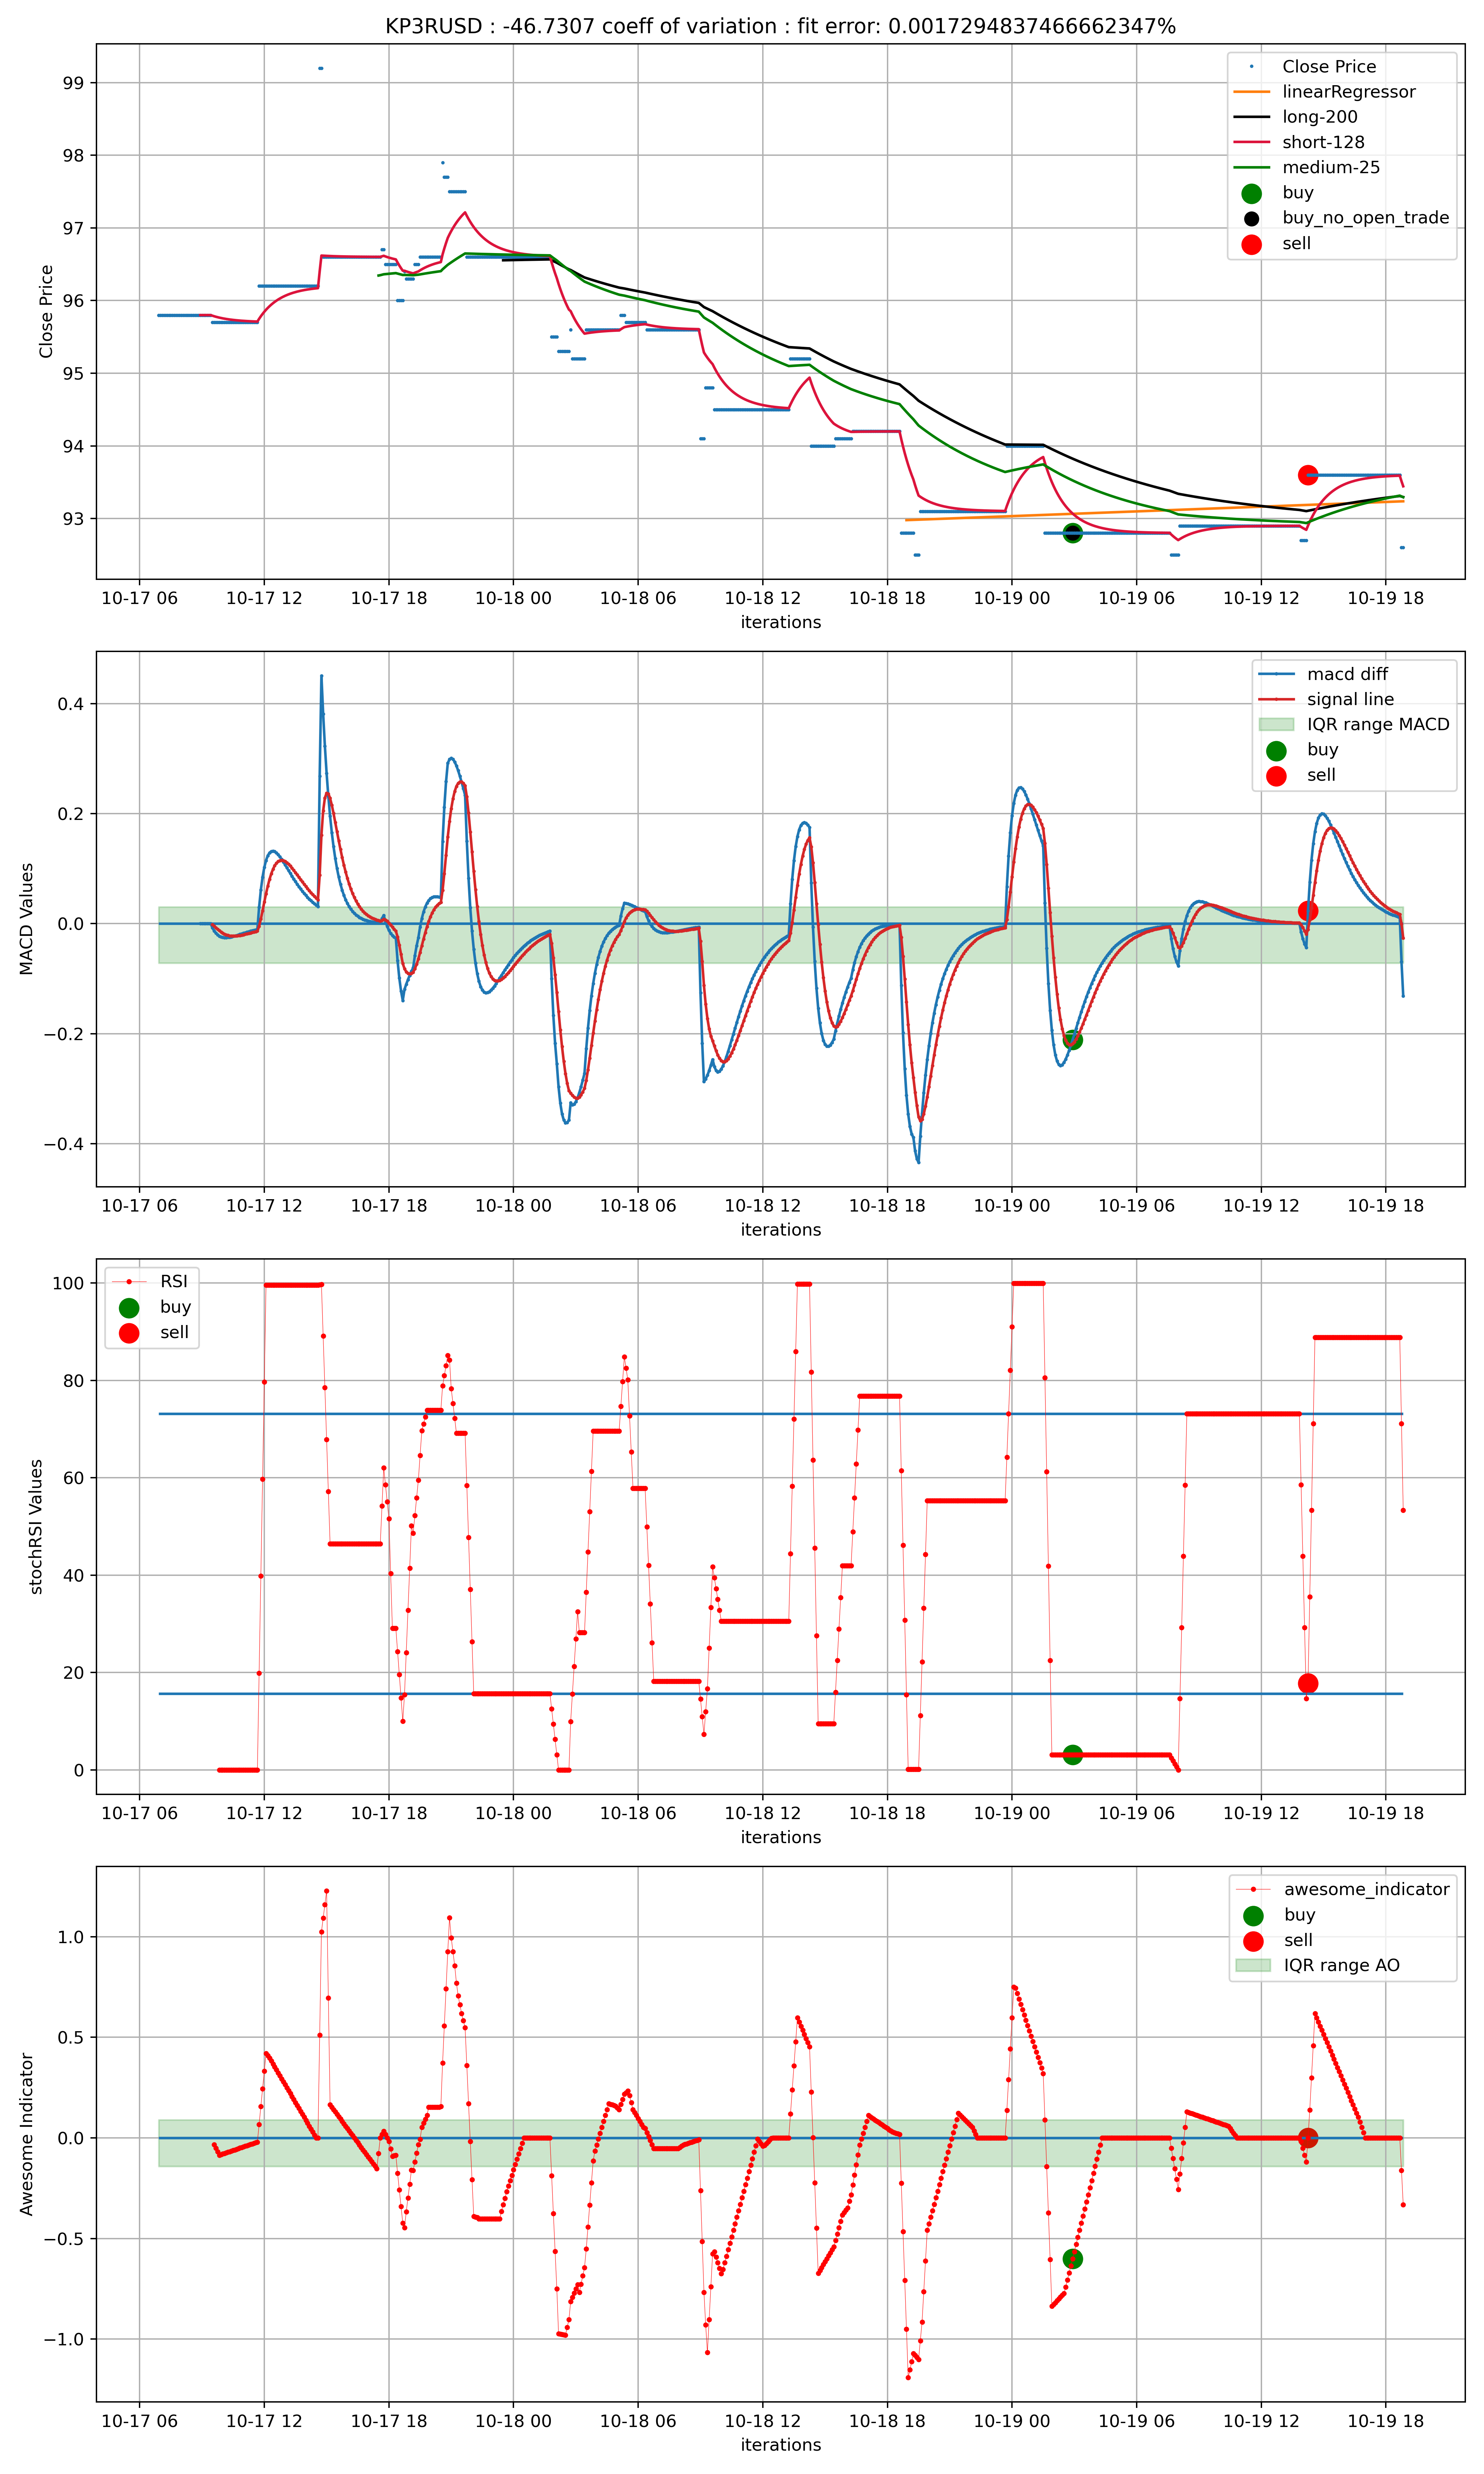 KP3RUSD : -46.7307 coeff of variation : fit error: 0.0017294837466662347%
Close Price
99
98
97
96
95
94
93
Close Price
linearRegressor
long-200
short-128
medium-25
buy
buy_no_open_trade
sell
10-17 06 10-17 12 10-17 18 10-18 00 10-18 06 10-18 12 10-18 18 10-19 00 10-19 06 10-19 12 10-19 18
iterations
MACD Values
0.4
0.2
0.0
−0.2
−0.4
macd diff
signal line
IQR range MACD
buy
sell
10-17 06 10-17 12 10-17 18 10-18 00 10-18 06 10-18 12 10-18 18 10-19 00 10-19 06 10-19 12 10-19 18
iterations
stochRSI Values
100
80
60
40
20
0
RSI
buy
sell
10-17 06 10-17 12 10-17 18 10-18 00 10-18 06 10-18 12 10-18 18 10-19 00 10-19 06 10-19 12 10-19 18
iterations
Awesome Indicator
1.0
0.5
0.0
−0.5
−1.0
awesome_indicator
buy
sell
IQR range AO
10-17 06 10-17 12 10-17 18 10-18 00 10-18 06 10-18 12 10-18 18 10-19 00 10-19 06 10-19 12 10-19 18
iterations